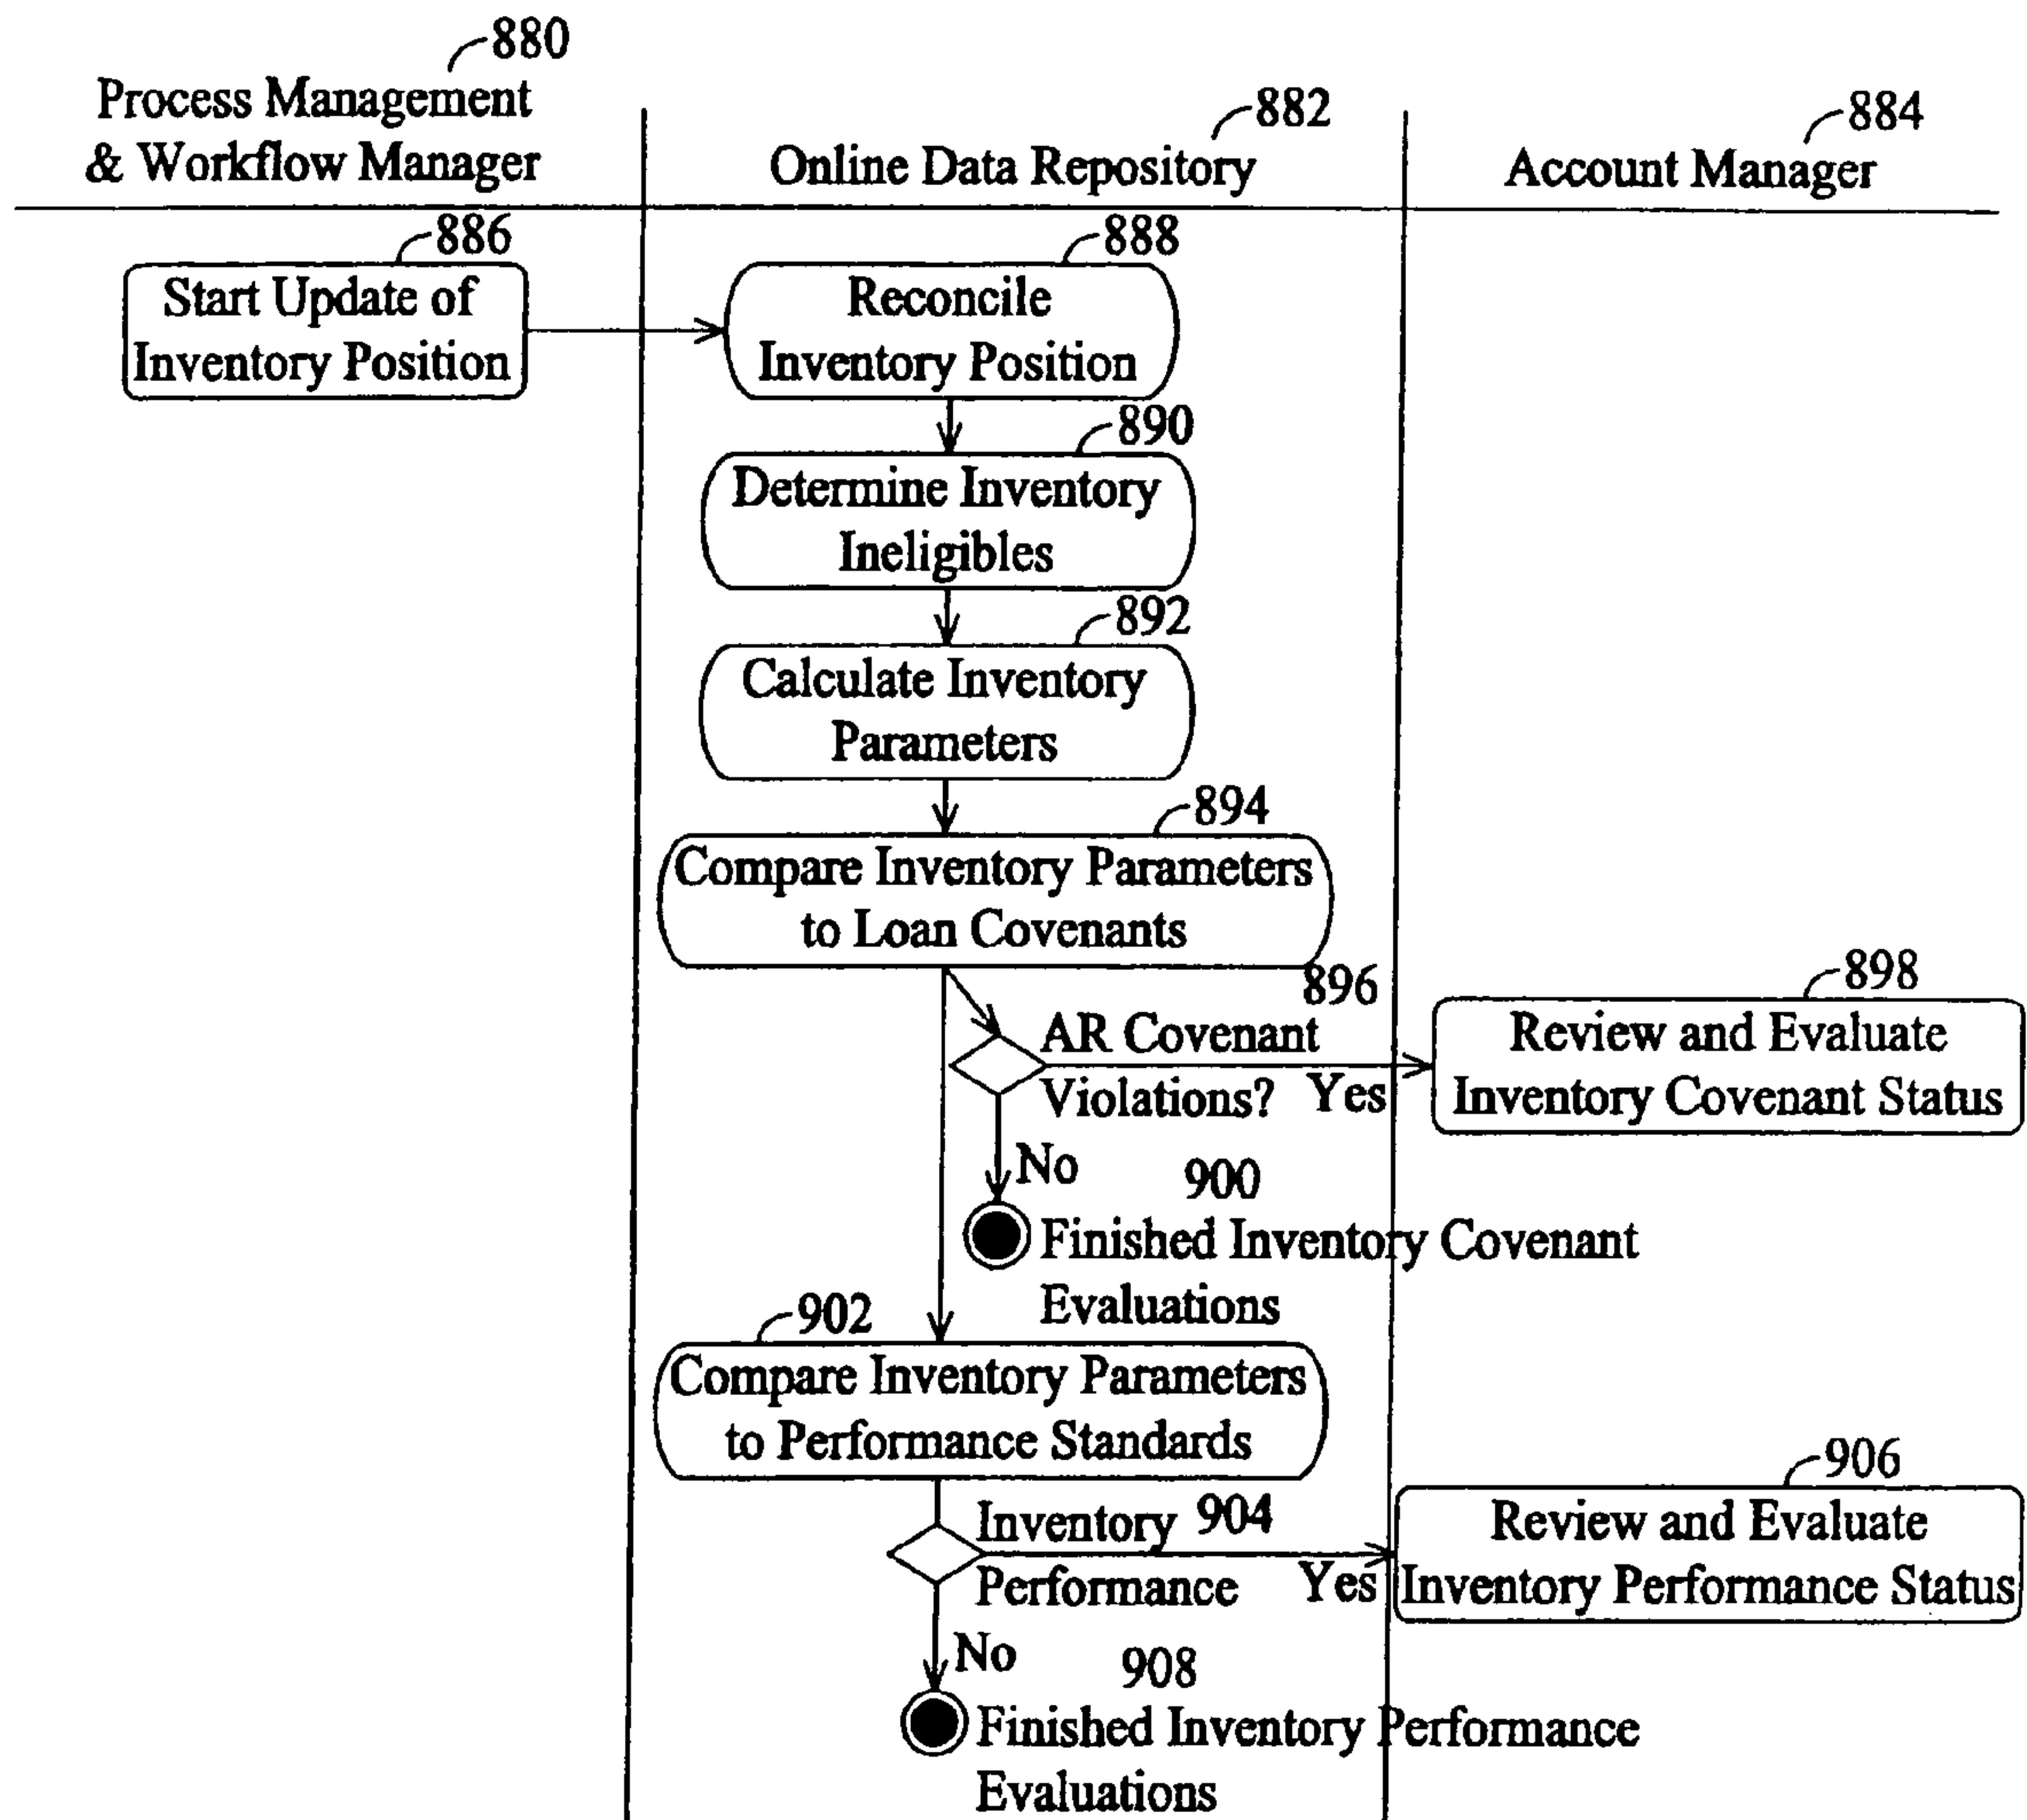 880
Process Management
& Workflow Manager
882
Online Data Repository
884
Account Manager
886
Start Update of
Inventory Position
888
Reconcile
Inventory Position
890
Determine Inventory
Ineligibles
892
Calculate Inventory
Parameters
894
Compare Inventory Parameters
to Loan Covenants
896
AR Covenant
Violations? Yes
898
Review and Evaluate
Inventory Covenant Status
No
900
Finished Inventory Covenant
Evaluations
902
Compare Inventory Parameters
to Performance Standards
Inventory 904
Performance Yes
906
Review and Evaluate
Inventory Performance Status
No
908
Finished Inventory Performance
Evaluations